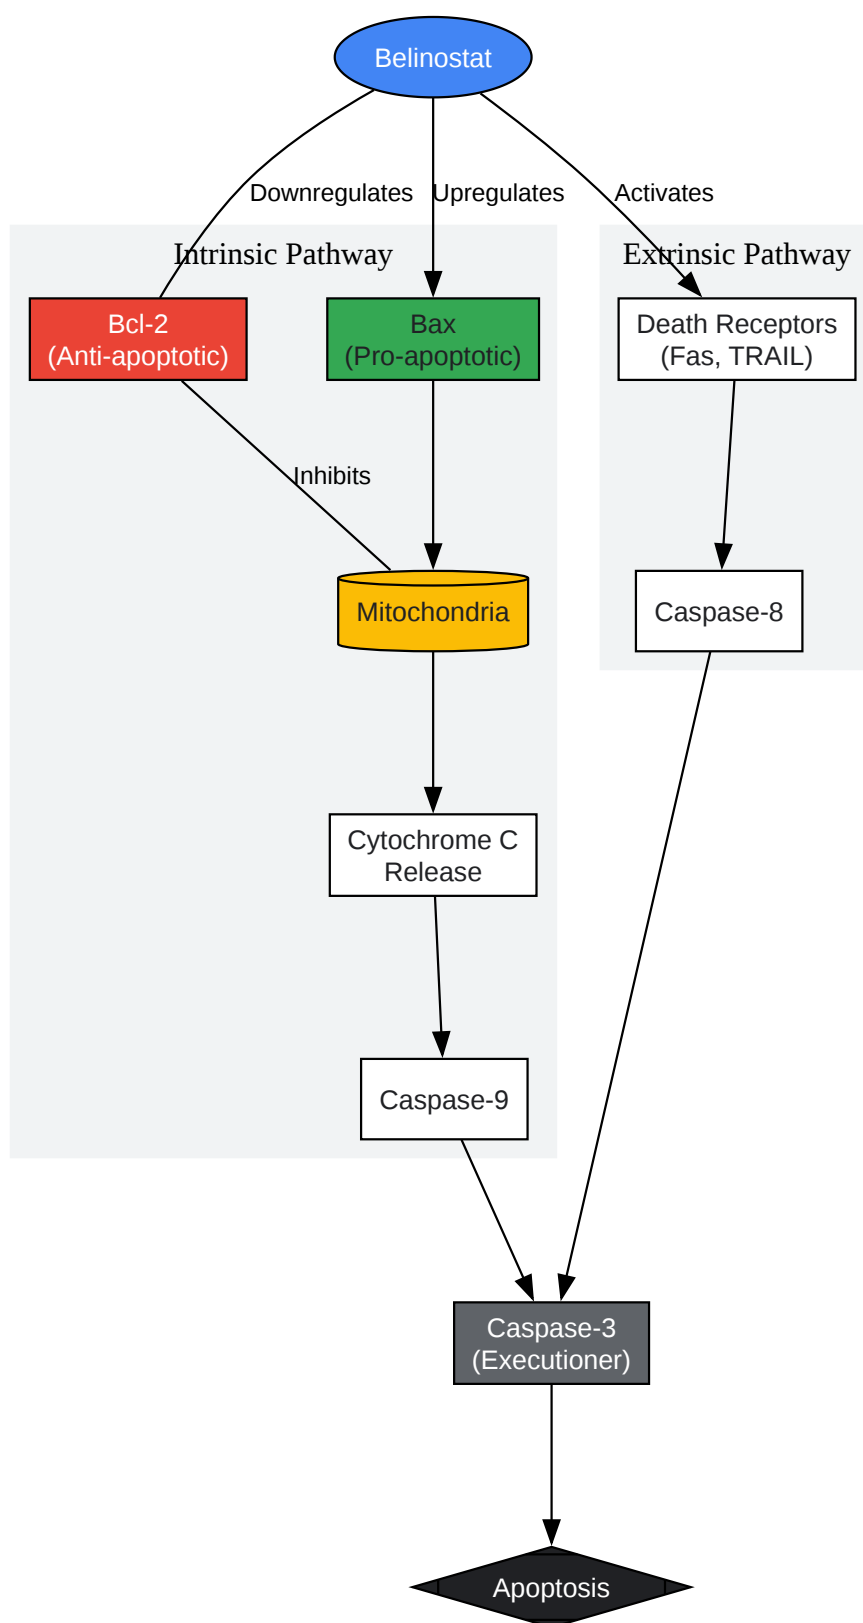 Belinostat
Downregulates
Upregulates
Activates
Intrinsic Pathway
Extrinsic Pathway
Bcl-2
(Anti-apoptotic)
Bax
(Pro-apoptotic)
Death Receptors
(Fas, TRAIL)
Inhibits
Mitochondria
Caspase-8
Cytochrome C
Release
Caspase-9
Caspase-3
(Executioner)
Apoptosis